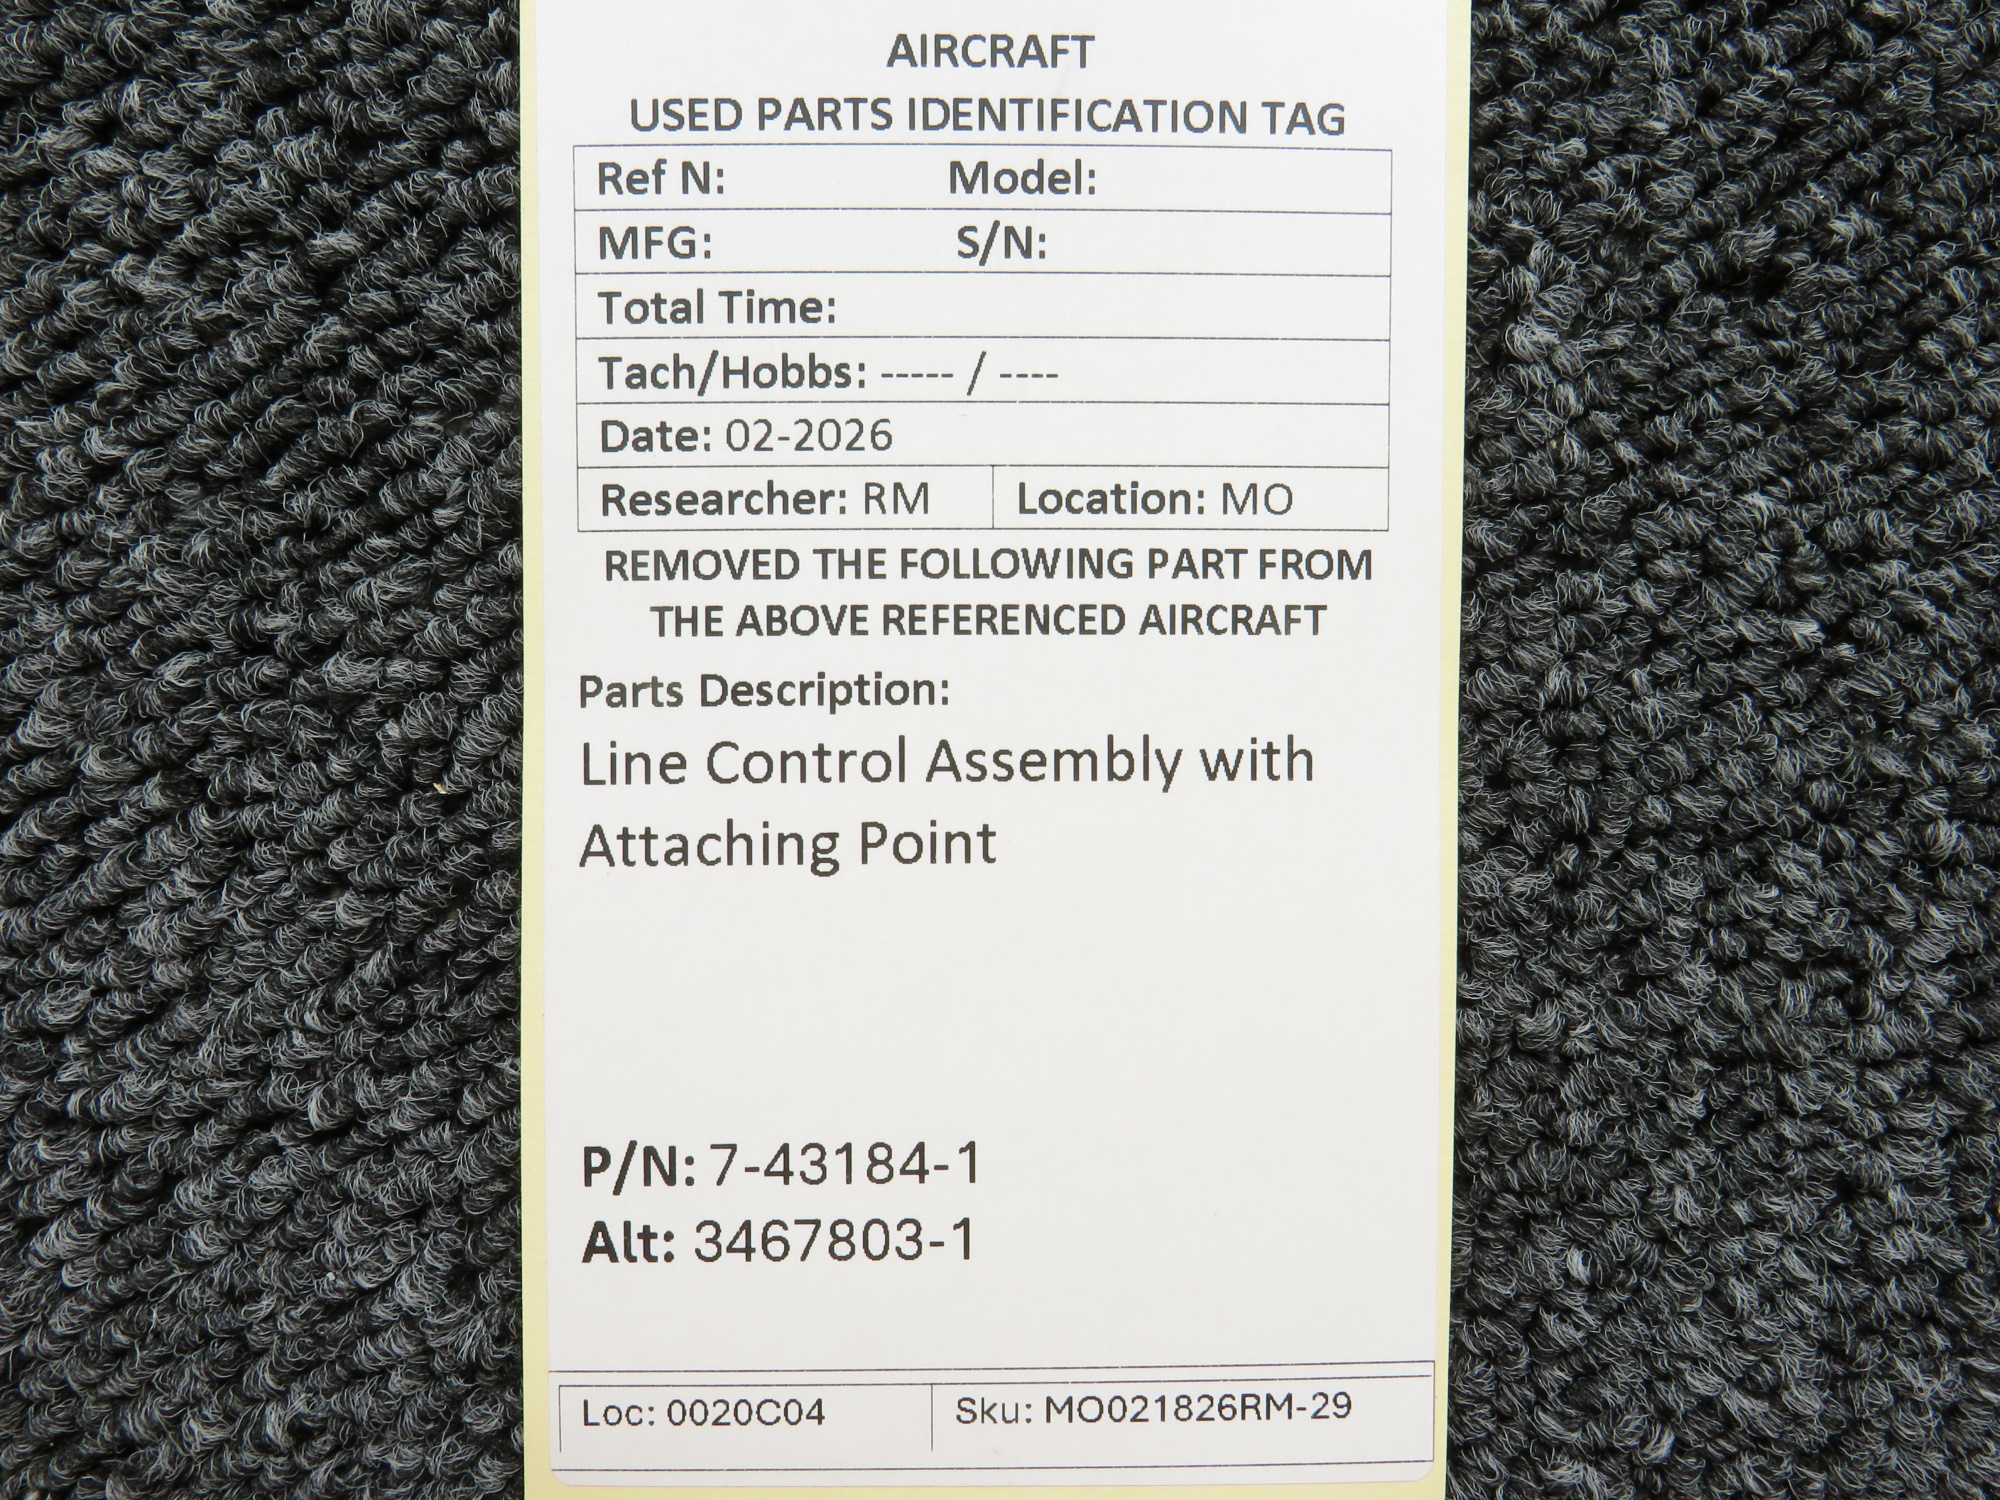 AIRCRAFT
USED PARTS IDENTIFICATION TAG
Ref N: Model:
MFG: S/N:
Total Time:
Tach/Hobbs: ----- / ----
Date: 02-2026
Researcher: RM Location: MO
REMOVED THE FOLLOWING PART FROM
THE ABOVE REFERENCED AIRCRAFT
Parts Description:
Line Control Assembly with
Attaching Point
P/N: 7-43184-1
Alt: 3467803-1
Loc: 0020C04 Sku: MO021826RM-29